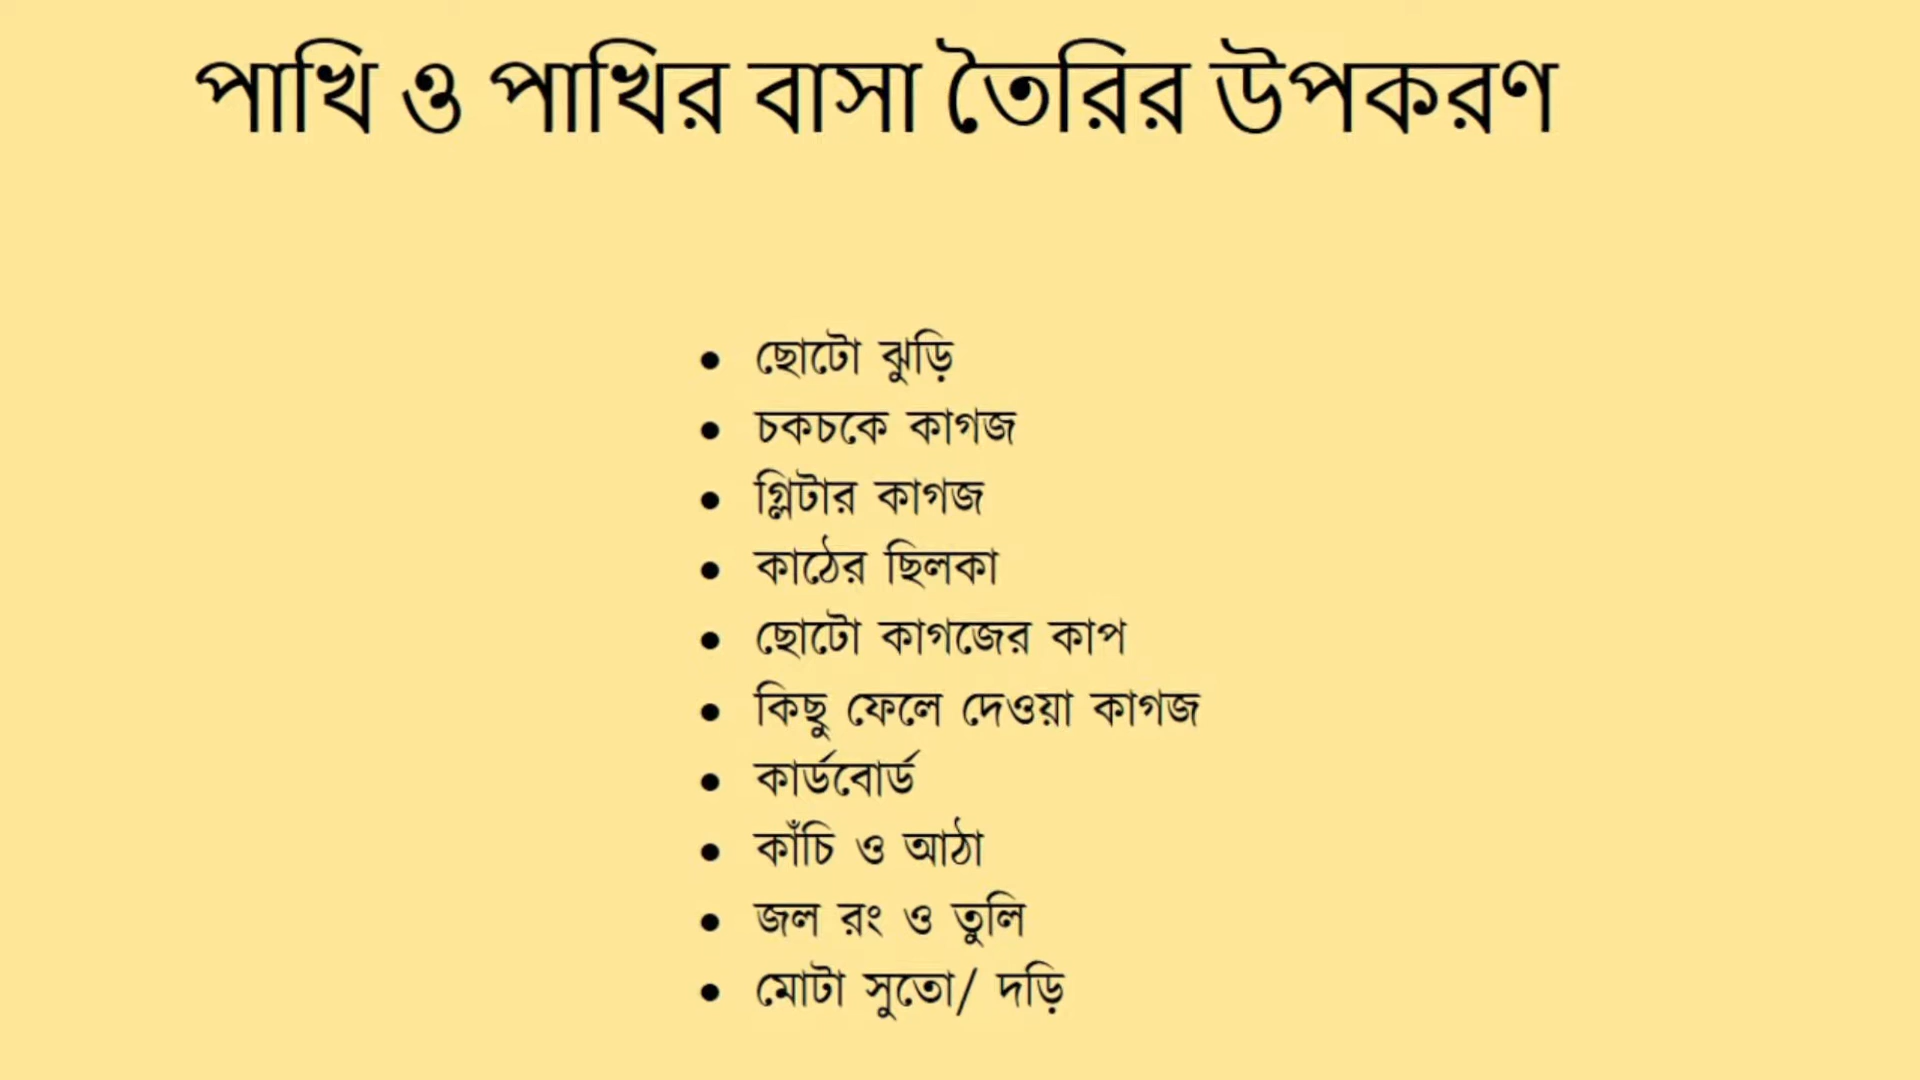 পাখি ও পাখির বাসা তৈরির উপকরণ
• ছোটো ঝুড়ি
• চকচকে কাগজ
• গ্লিটার কাগজ
• কাঠের ছিলকা
• ছোটো কাগজের কাপ
• কিছু ফেলে দেওয়া কাগজ
• কার্ডবোর্ড
• কাঁচি ও আঠা
• জল রং ও তুলি
• মোটা সুতো/ দড়ি